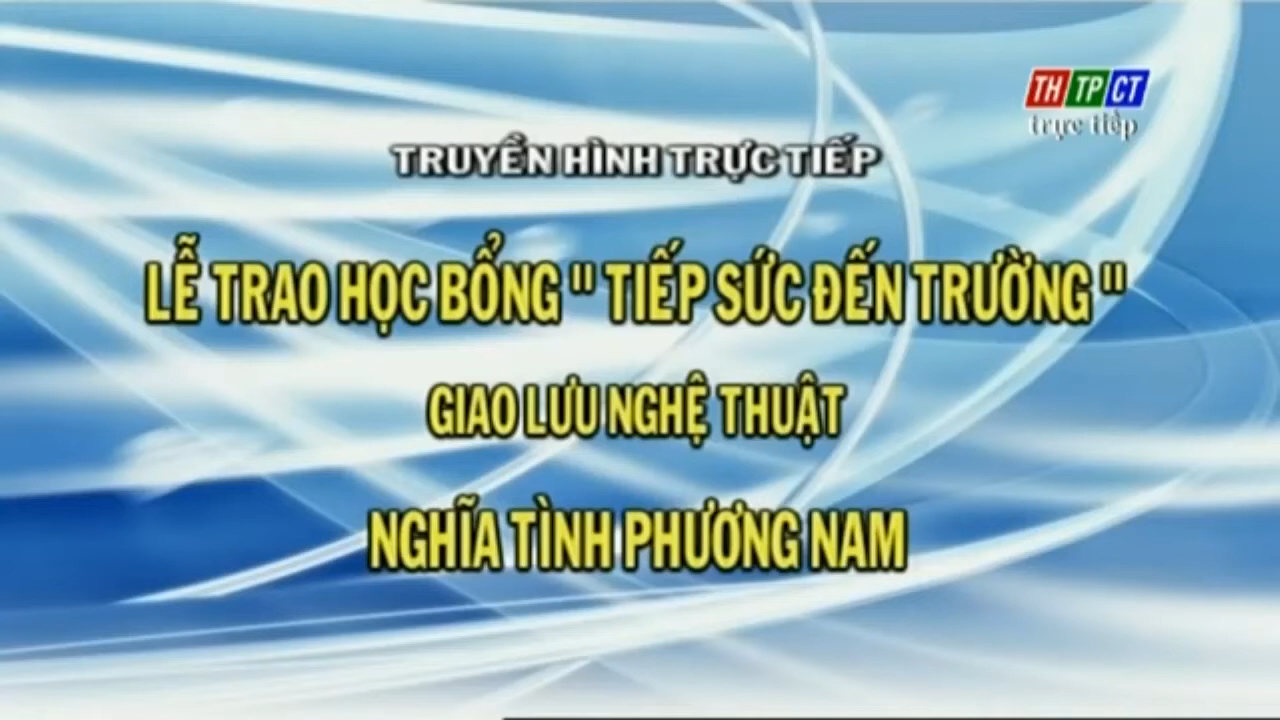 THTPCT
trực tiếp
TRUYỀN HÌNH TRỰC TIẾP
LỄ TRAO HỌC BỔNG " TIẾP SỨC ĐẾN TRƯỜNG "
GIAO LƯU NGHỆ THUẬT
NGHĨA TÌNH PHƯƠNG NAM